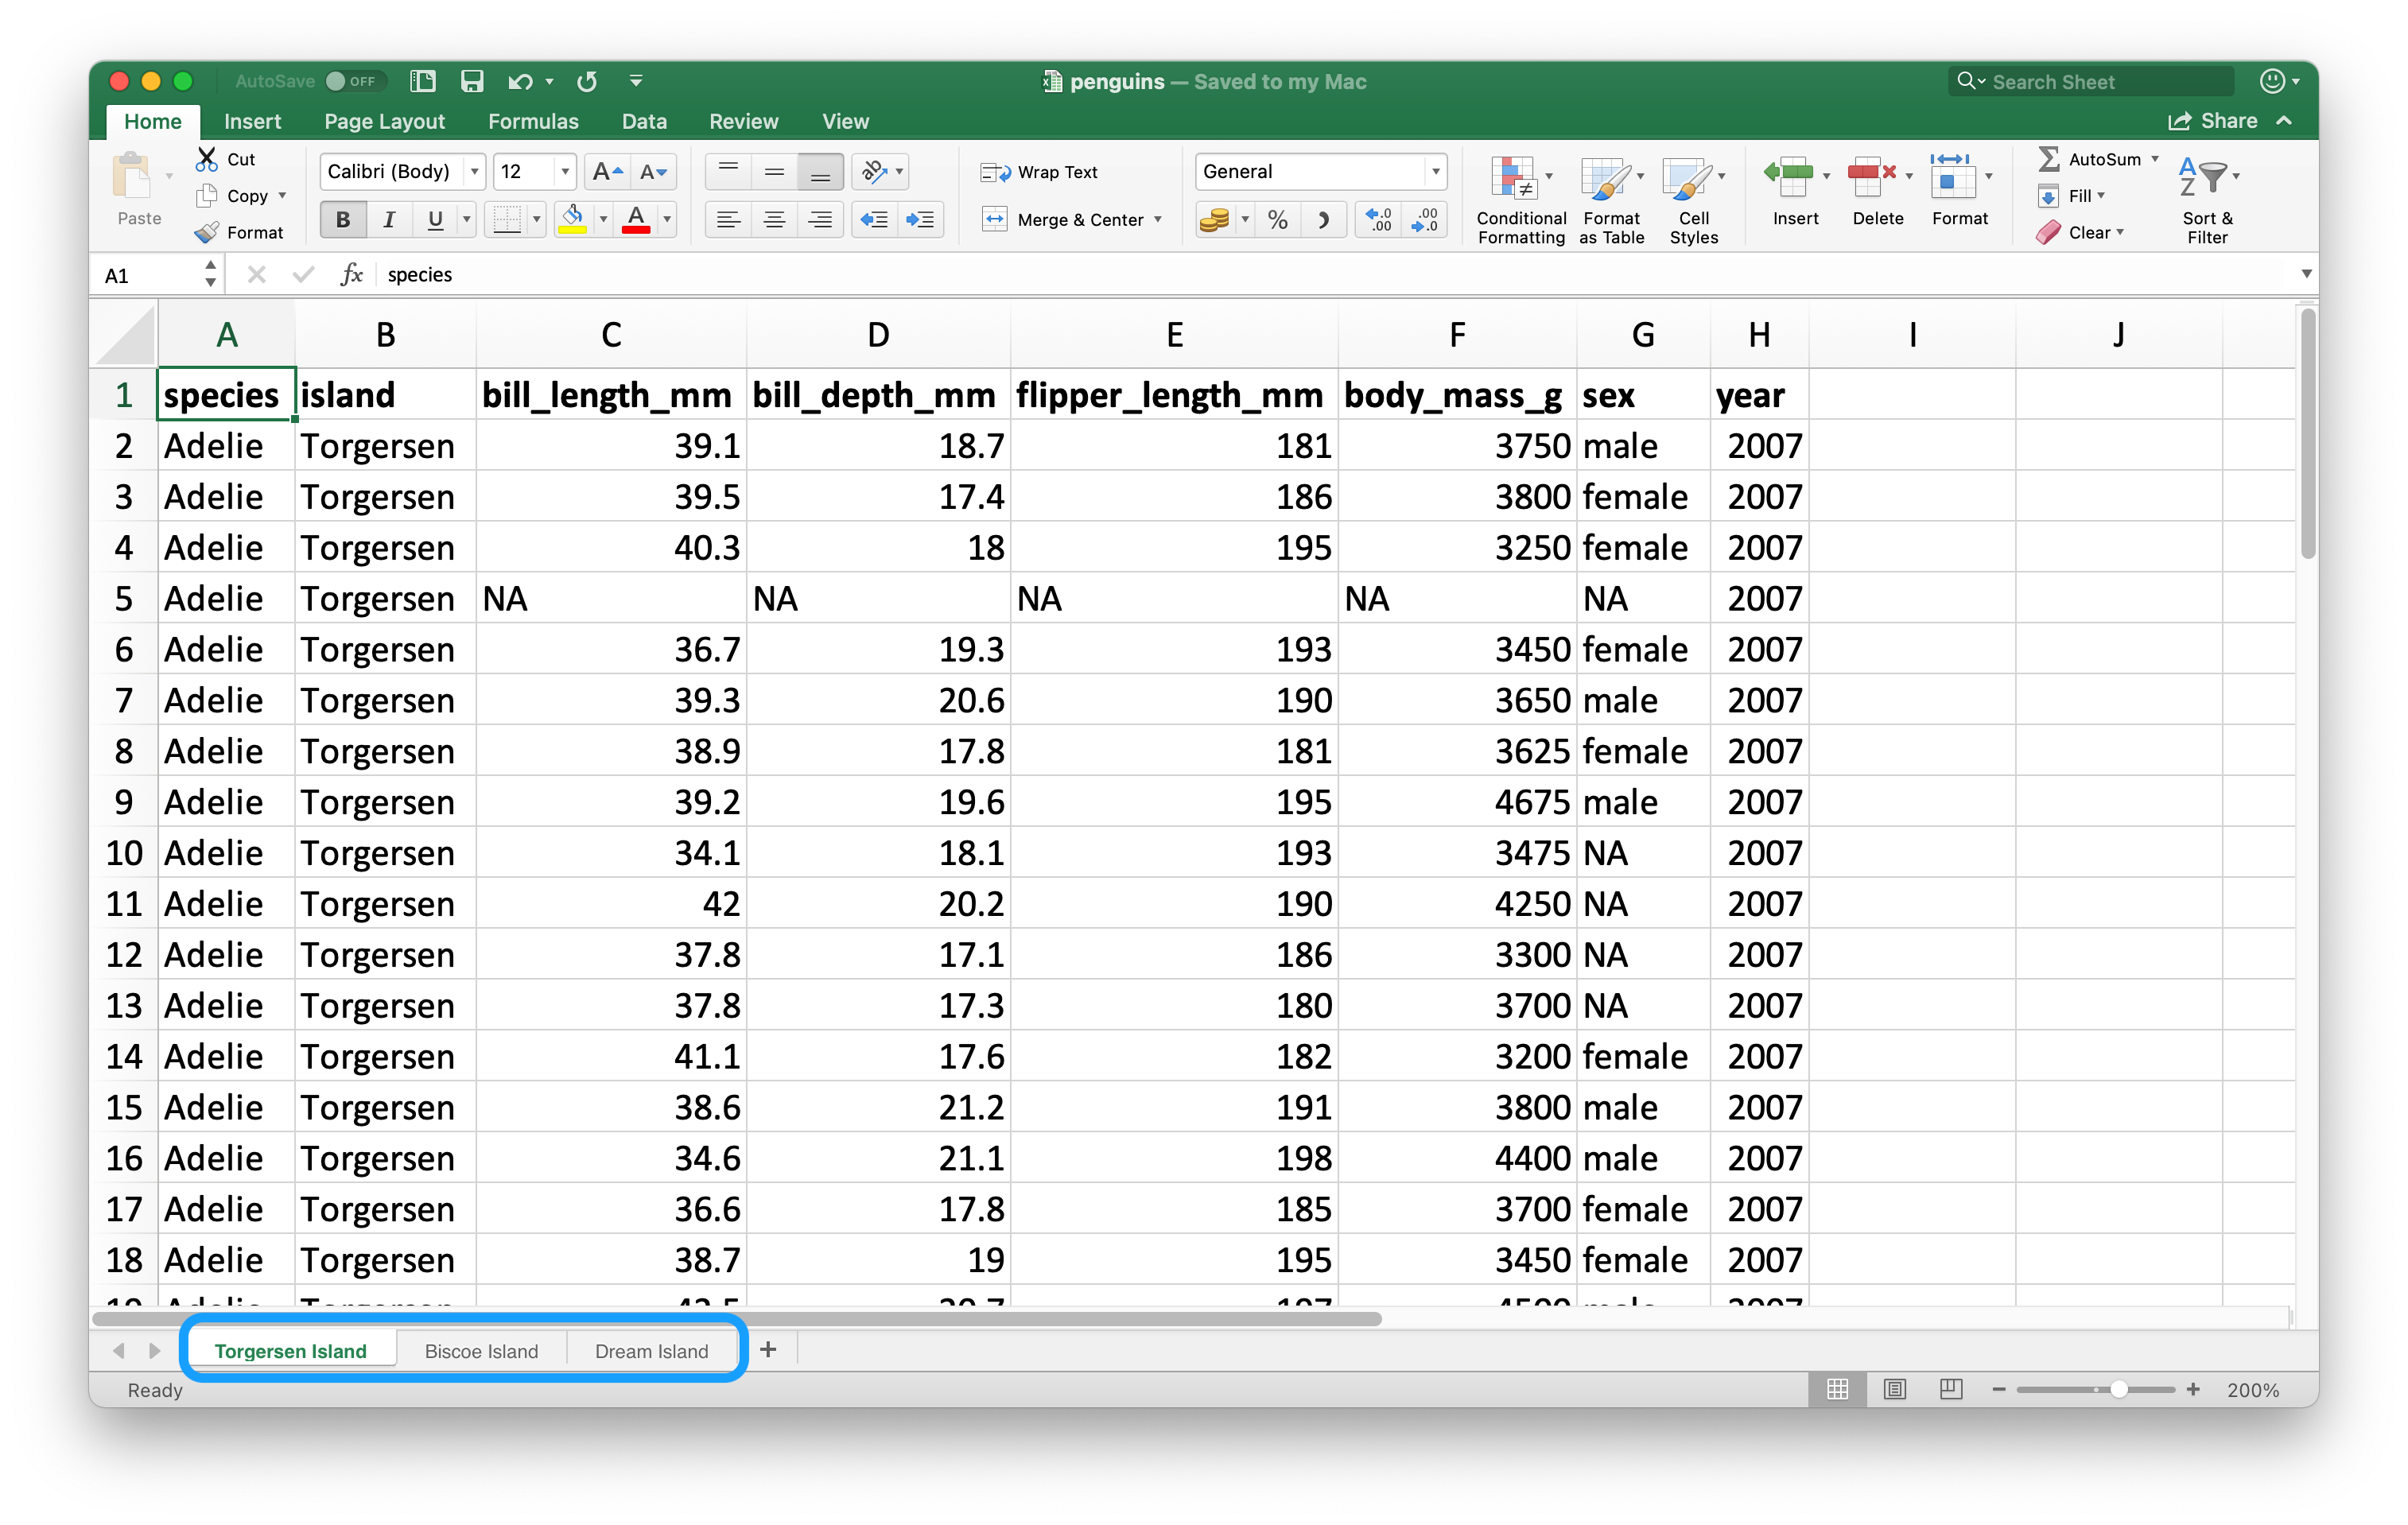 AutoSave OFF penguins — Saved to my Mac Search Sheet
Home Insert Page Layout Formulas Data Review View Share
Paste Cut Copy Format
Calibri (Body) 12 A A
B I U A
Wrap Text
Merge & Center
General
% .0 .00 .00 .0
Conditional Formatting Format as Table Cell Styles Insert Delete Format
AutoSum
Fill
Clear
Sort & Filter
A1 fx species
A B C D E F G H I J
1 species island bill_length_mm bill_depth_mm flipper_length_mm body_mass_g sex year
2 Adelie Torgersen 39.1 18.7 181 3750 male 2007
3 Adelie Torgersen 39.5 17.4 186 3800 female 2007
4 Adelie Torgersen 40.3 18 195 3250 female 2007
5 Adelie Torgersen NA NA NA NA NA 2007
6 Adelie Torgersen 36.7 19.3 193 3450 female 2007
7 Adelie Torgersen 39.3 20.6 190 3650 male 2007
8 Adelie Torgersen 38.9 17.8 181 3625 female 2007
9 Adelie Torgersen 39.2 19.6 195 4675 male 2007
10 Adelie Torgersen 34.1 18.1 193 3475 NA 2007
11 Adelie Torgersen 42 20.2 190 4250 NA 2007
12 Adelie Torgersen 37.8 17.1 186 3300 NA 2007
13 Adelie Torgersen 37.8 17.3 180 3700 NA 2007
14 Adelie Torgersen 41.1 17.6 182 3200 female 2007
15 Adelie Torgersen 38.6 21.2 191 3800 male 2007
16 Adelie Torgersen 34.6 21.1 198 4400 male 2007
17 Adelie Torgersen 36.6 17.8 185 3700 female 2007
18 Adelie Torgersen 38.7 19 195 3450 female 2007
Torgersen Island Biscoe Island Dream Island +
Ready 200%